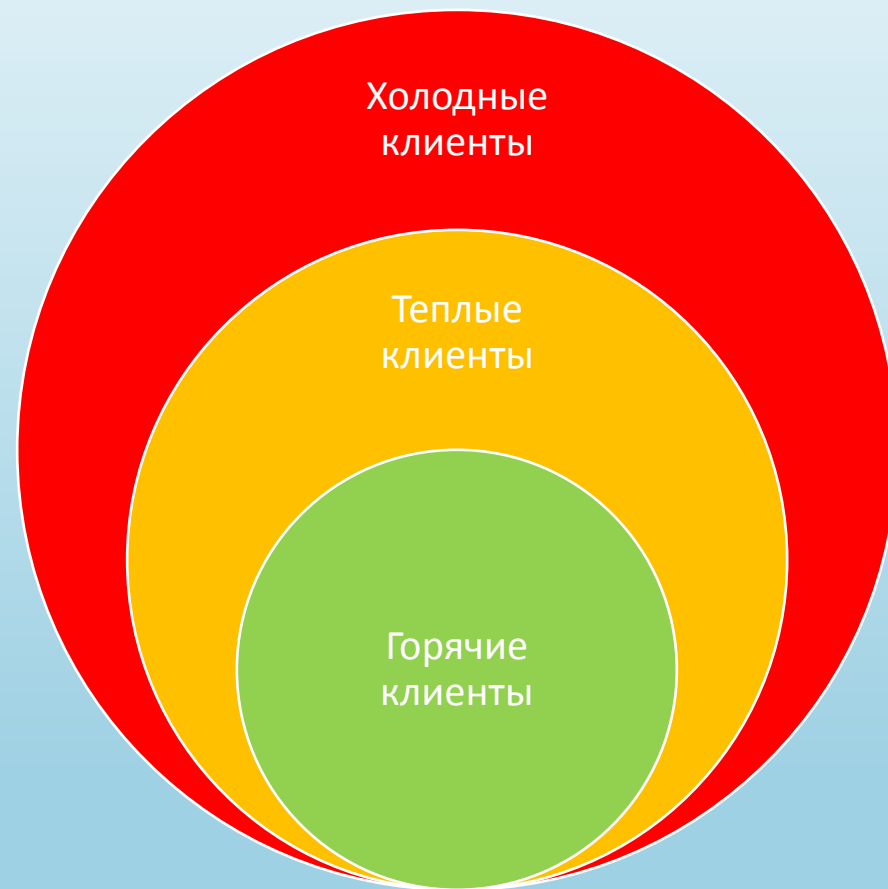 Холодные
клиенты
Теплые
клиенты
Горячие
клиенты